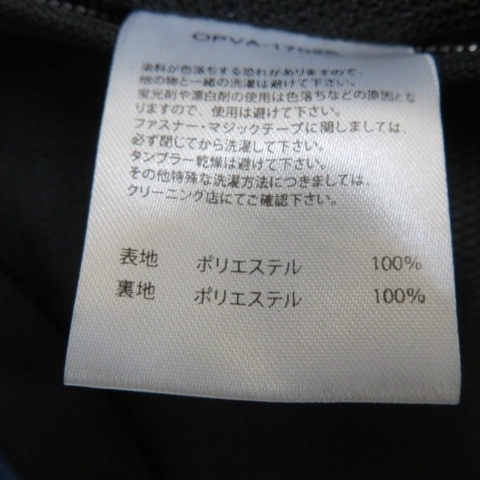 OPVA-17025
染料が色落ちする恐れがありますので、
他の物と一緒の洗濯は避けて下さい。
蛍光剤や漂白剤の使用は色落ちなどの原因とな
りますので、使用は避けて下さい。
ファスナー・マジックテープに関しましては、
必ず閉じてから洗濯して下さい。
タンブラー乾燥は避けて下さい。
その他特殊な洗濯方法につきましては、
クリーニング店にてご確認下さい。
表地 ポリエステル 100%
裏地 ポリエステル 100%